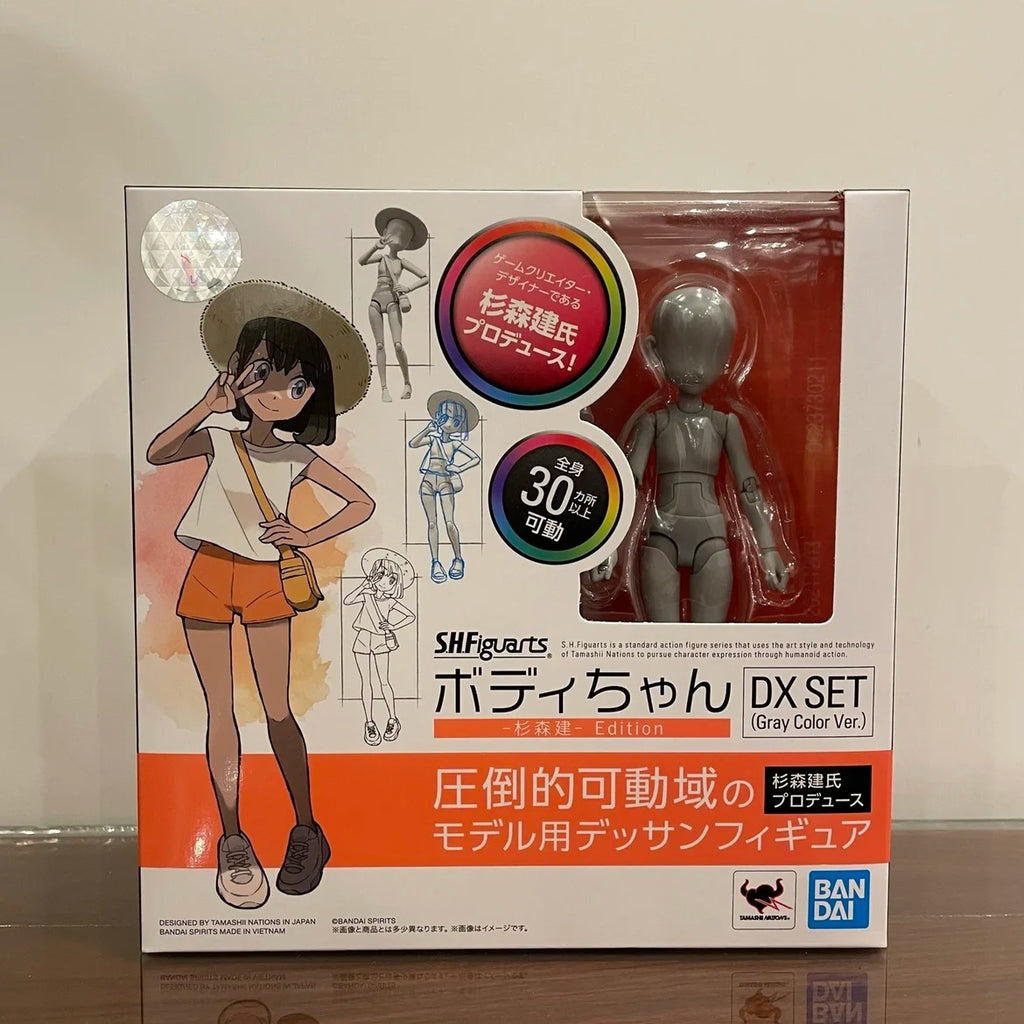 ゲームクリエイター・
デザイナーである
杉森建氏
プロデュース!
全身
30カ所以上
可動
S.H.Figuarts®
S.H.Figuarts is a standard action figure series that uses the art style and technology
of Tamashii Nations to pursue character expression through humanoid action.
ボディちゃん
-杉森建- Edition
DX SET
(Gray Color Ver.)
圧倒的可動域の
モデル用デッサンフィギュア
杉森建氏
プロデュース
DESIGNED BY TAMASHII NATIONS IN JAPAN
BANDAI SPIRITS MADE IN VIETNAM
©BANDAI SPIRITS
※画像と商品とは多少異なります。※画像はイメージです。
TAMASHII NATIONS
BAN
DAI